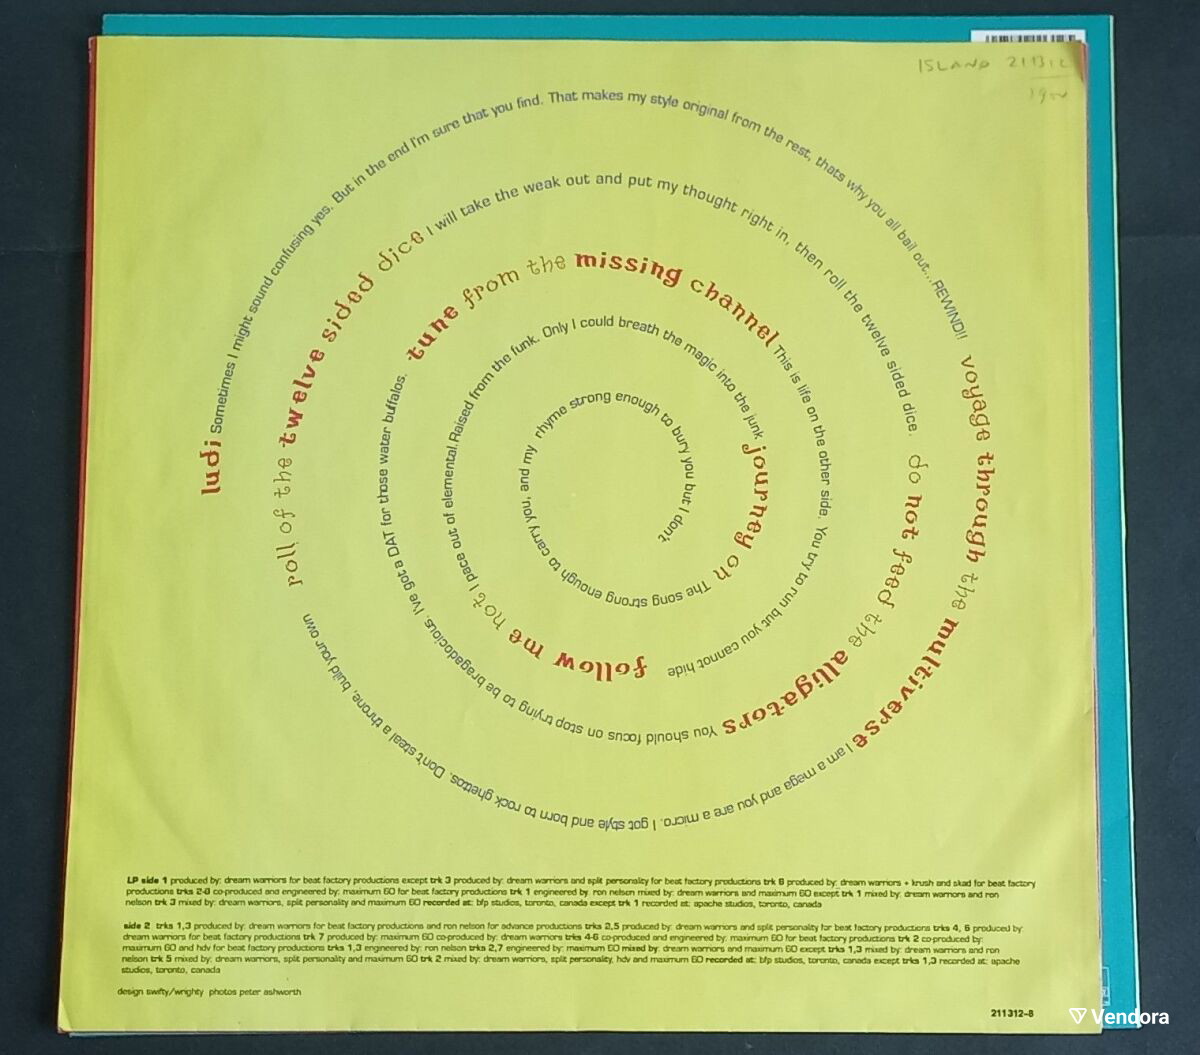 ISLAND 21131L
ludi Sometimes I might sound confusing yes. But in the end I'm sure that you find. That makes my style original from the rest, thats why you all bail out...REWIND!! voyage through the multiverse I am a mega and you are a micro. I got style and born to rock ghettos. Don't steal a throne, build your own
roll of the twelve sided dice I will take the weak out and put my thought right in, then roll the twelve sided dice. do not feed the alligators You should focus on stop trying to be bragadocious. I've got a DAT for those water buffalos.
tune from the missing channel This is life on the other side. You try to run but you cannot hide
follow me not I pace out of elemental. Raised from the funk. Only I could breath the magic into the junk journey on The song strong enough to carry you, and my rhyme strong enough to bury you but I don't
LP side 1 produced by: dream warriors for beat factory productions except trk 3 produced by: dream warriors and split personality for beat factory productions trk 6 produced by: dream warriors + krush and skad for beat factory
productions trks 2-6 co-produced and engineered by: maximum 60 for beat factory productions trk 1 engineered by: ron nelson mixed by: dream warriors and maximum 60 except trk 1 mixed by: dream warriors and ron
nelson trk 3 mixed by: dream warriors, split personality and maximum 60 recorded at: bfp studios, toronto, canada except trk 1 recorded at: apache studios, toronto, canada
side 2 trks 1,3 produced by: dream warriors for beat factory productions and ron nelson for advance productions trks 2,5 produced by: dream warriors and split personality for beat factory productions trks 4, 6 produced by:
dream warriors for beat factory productions trk 7 produced by: maximum 60 co-produced by: dream warriors trks 4-6 co-produced and engineered by: maximum 60 for beat factory productions trk 2 co-produced by:
maximum 60 and hdv for beat factory productions trks 1,3 engineered by: ron nelson trks 2,7 engineered by: maximum 60 mixed by: dream warriors and maximum 60 except trks 1,3 mixed by: dream warriors and ron
nelson trk 5 mixed by: dream warriors, split personality and maximum 60 trk 2 mixed by: dream warriors, split personality, hdv and maximum 60 recorded at: bfp studios, toronto, canada except trks 1,3 recorded at: apache
studios, toronto, canada
design swifty/wrighty photos peter ashworth
211312-8
Vendora